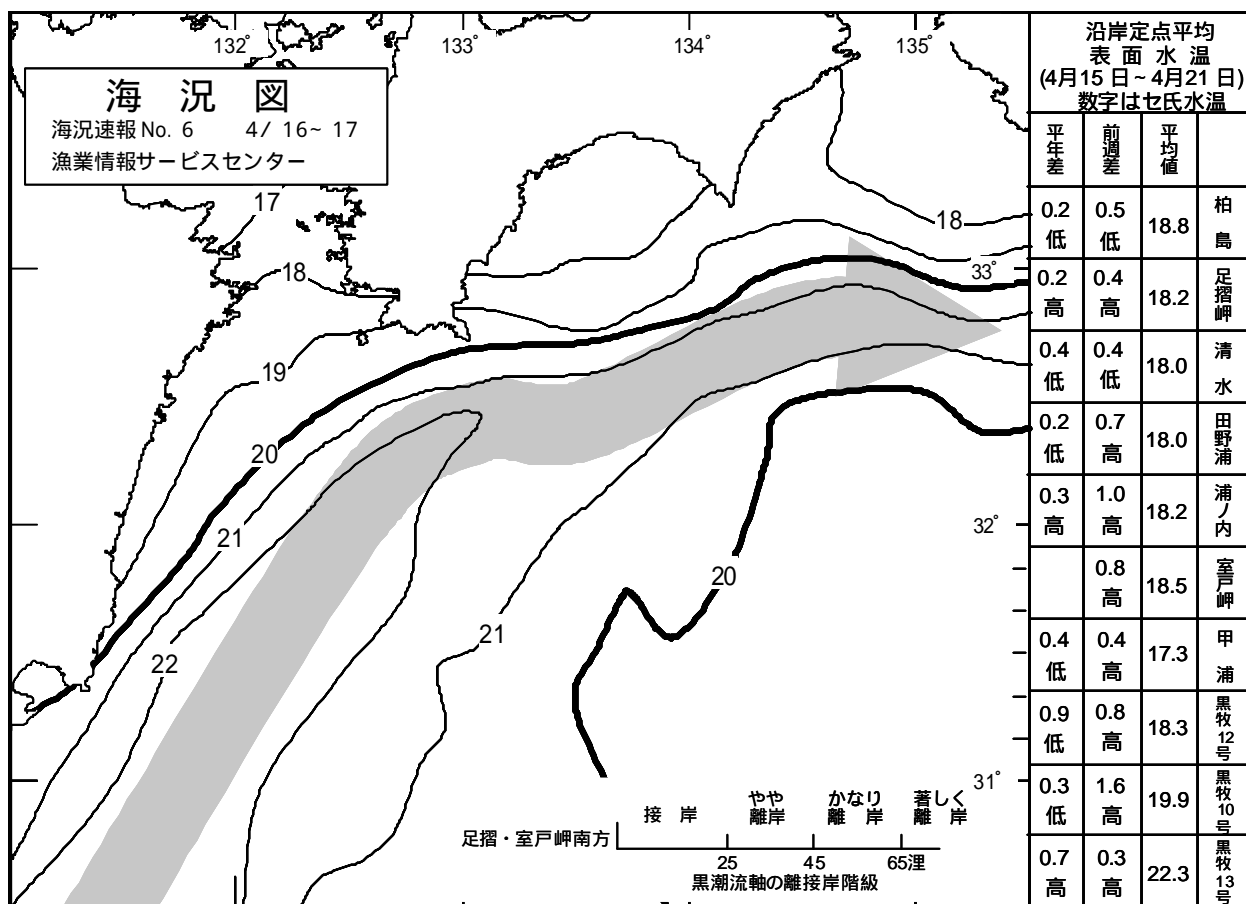 132°
133°
134°
135°
海 況 図
海況速報 No. 6 4/ 16~ 17
漁業情報サービスセンター
17
18
18
33°
19
20
21
32°
20
21
22
31°
接 岸
やや
離岸
かなり
離 岸
著しく
離 岸
足摺・室戸岬南方
25 45 65浬
黒潮流軸の離接岸階級
沿岸定点平均
表 面 水 温
(4月15 日~4月21 日)
数字はセ氏水温
平年差 前週差 平均値
0.2低 0.5低 18.8 柏島
0.2高 0.4高 18.2 足摺岬
0.4低 0.4低 18.0 清水
0.2低 0.7高 18.0 田野浦
0.3高 1.0高 18.2 浦ノ内
0.8高 18.5 室戸岬
0.4低 0.4高 17.3 甲浦
0.9低 0.8高 18.3 黒牧12号
0.3低 1.6高 19.9 黒牧10号
0.7高 0.3高 22.3 黒牧13号